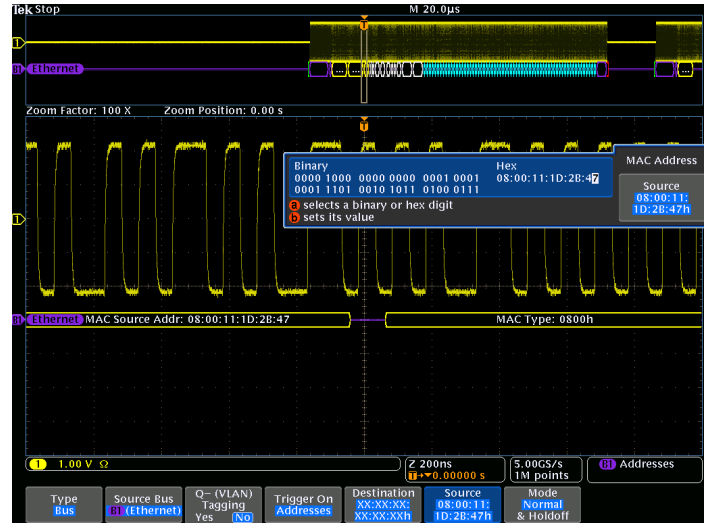 Tek Stop
M 20.0µs
T
1
B1 Ethernet
Zoom Factor: 100 X
Zoom Position: 0.00 s
T
Binary
Hex
0000 1000 0000 0000 0001 0001
08:00:11:1D:2B:47
0001 1101 0010 1011 0100 0111
a selects a binary or hex digit
b sets its value
MAC Address
Source
08:00:11:
1D:2B:47h
1
B1 Ethernet MAC Source Addr: 08:00:11:1D:2B:47
MAC Type: 0800h
1 1.00 V Ω
Z 200ns
T→▼0.00000 s
5.00GS/s
1M points
B1 Addresses
Type
Bus
Source Bus
B1 (Ethernet)
Q− (VLAN)
Tagging
Yes No
Trigger On
Addresses
Destination
XX:XX:XX:
XX:XX:XXh
Source
08:00:11:
1D:2B:47h
Mode
Normal
& Holdoff